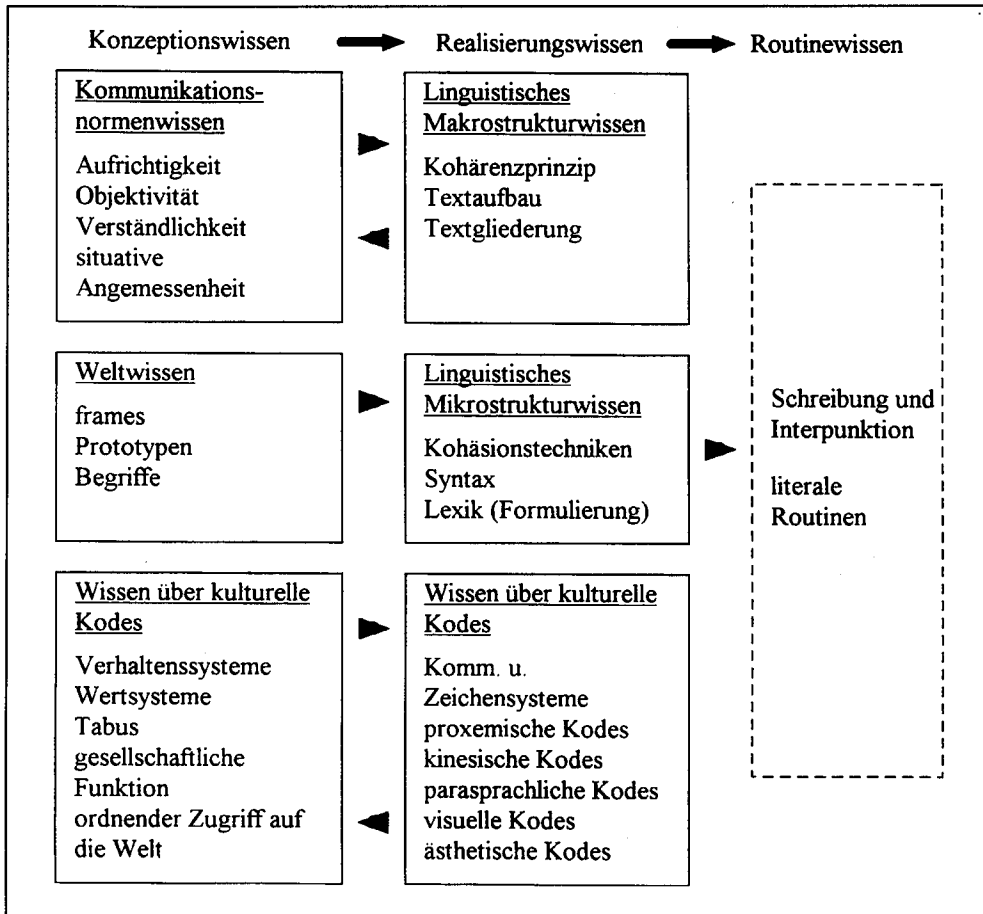 Konzeptionswissen
Realisierungswissen
Routinewissen
Kommunikations-
normenwissen
Aufrichtigkeit
Objektivität
Verständlichkeit
situative
Angemessenheit
Linguistisches
Makrostrukturwissen
Kohärenzprinzip
Textaufbau
Textgliederung
Weltwissen
frames
Prototypen
Begriffe
Linguistisches
Mikrostrukturwissen
Kohäsionstechniken
Syntax
Lexik (Formulierung)
Wissen über kulturelle
Kodes
Verhaltenssysteme
Wertsysteme
Tabus
gesellschaftliche
Funktion
ordnender Zugriff auf
die Welt
Wissen über kulturelle
Kodes
Komm. u.
Zeichensysteme
proxemische Kodes
kinesische Kodes
parasprachliche Kodes
visuelle Kodes
ästhetische Kodes
Schreibung und
Interpunktion
literale
Routinen